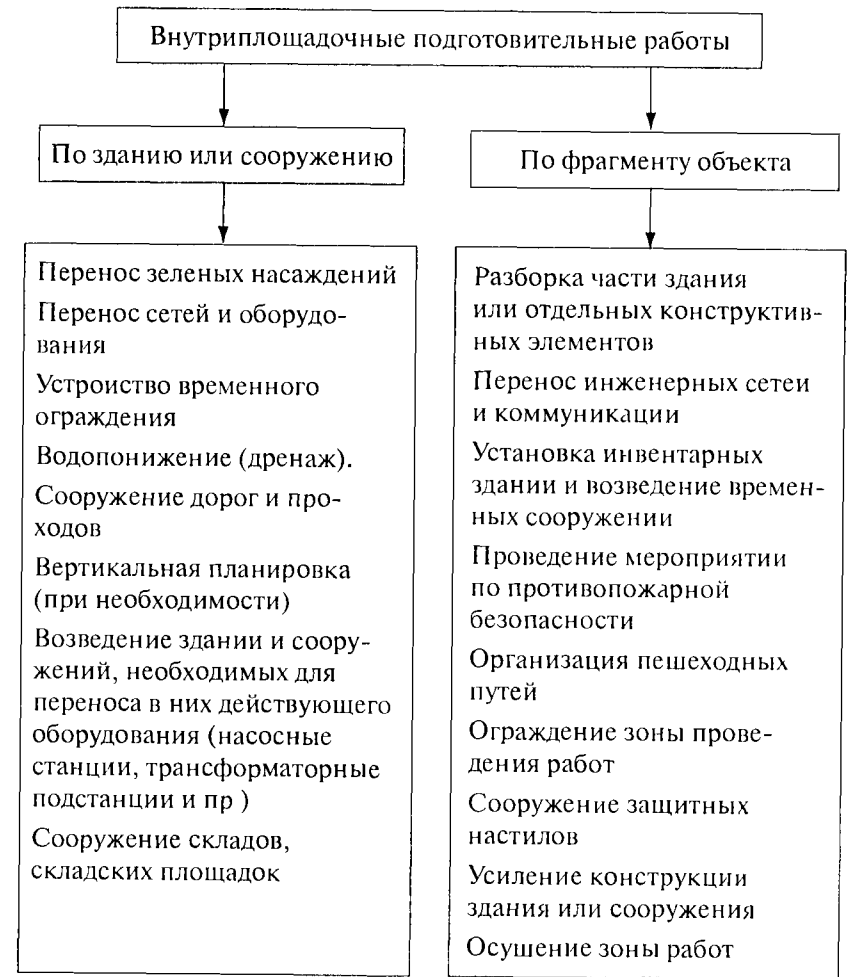 Внутриплощадочные подготовительные работы
По зданию или сооружению
По фрагменту объекта
Перенос зеленых насаждений
Перенос сетей и оборудо-
вания
Устроиство временного
ограждения
Водопонижение (дренаж).
Сооружение дорог и про-
ходов
Вертикальная планировка
(при необходимости)
Возведение здании и соору-
жений, необходимых для
переноса в них действующего
оборудования (насосные
станции, трансформаторные
подстанции и пр )
Сооружение складов,
складских площадок
Разборка части здания
или отдельных конструктив-
ных элементов
Перенос инженерных сетеи
и коммуникации
Установка инвентарных
здании и возведение времен-
ных сооружении
Проведение мероприятии
по противопожарной
безопасности
Организация пешеходных
путей
Ограждение зоны прове-
дения работ
Сооружение защитных
настилов
Усиление конструкции
здания или сооружения
Осушение зоны работ